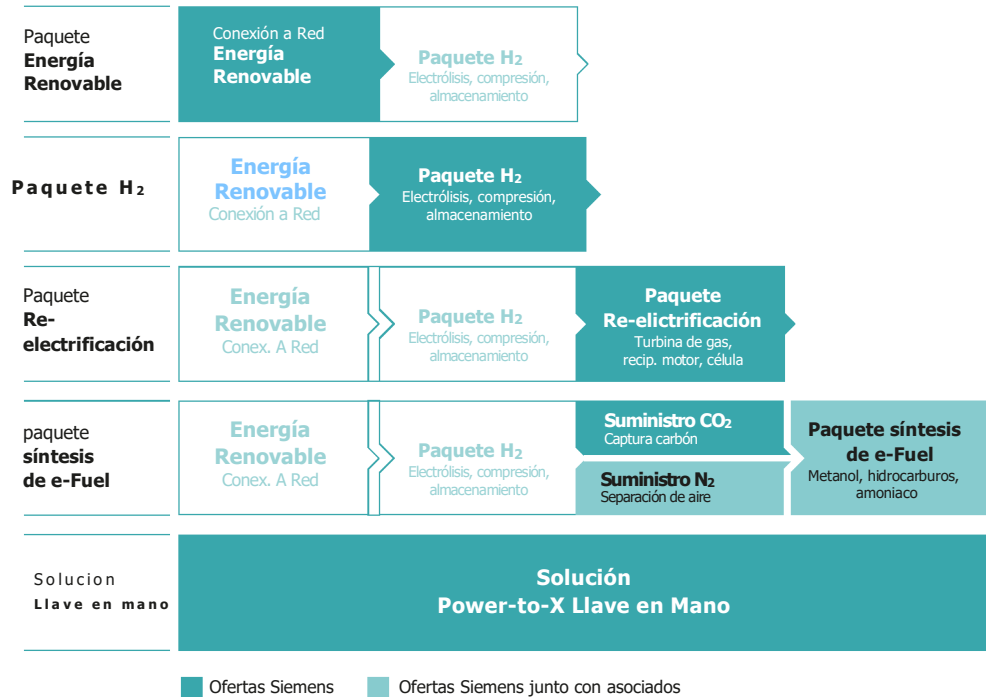 Paquete
Energía
Renovable
Conexión a Red
Energía
Renovable
Paquete H₂
Electrólisis, compresión,
almacenamiento
Paquete H₂
Energía
Renovable
Conexión a Red
Paquete H₂
Electrólisis, compresión,
almacenamiento
Paquete
Re-
electrificación
Energía
Renovable
Conex. A Red
Paquete H₂
Electrólisis, compresión,
almacenamiento
Paquete
Re-elictrificación
Turbina de gas,
recip. motor, célula
paquete
síntesis
de e-Fuel
Energía
Renovable
Conex. A Red
Paquete H₂
Electrólisis, compresión,
almacenamiento
Suministro CO₂
Captura carbón
Suministro N₂
Separación de aire
Paquete síntesis
de e-Fuel
Metanol, hidrocarburos,
amoniaco
Solucion
Llave en mano
Solución
Power-to-X Llave en Mano
Ofertas Siemens
Ofertas Siemens junto con asociados